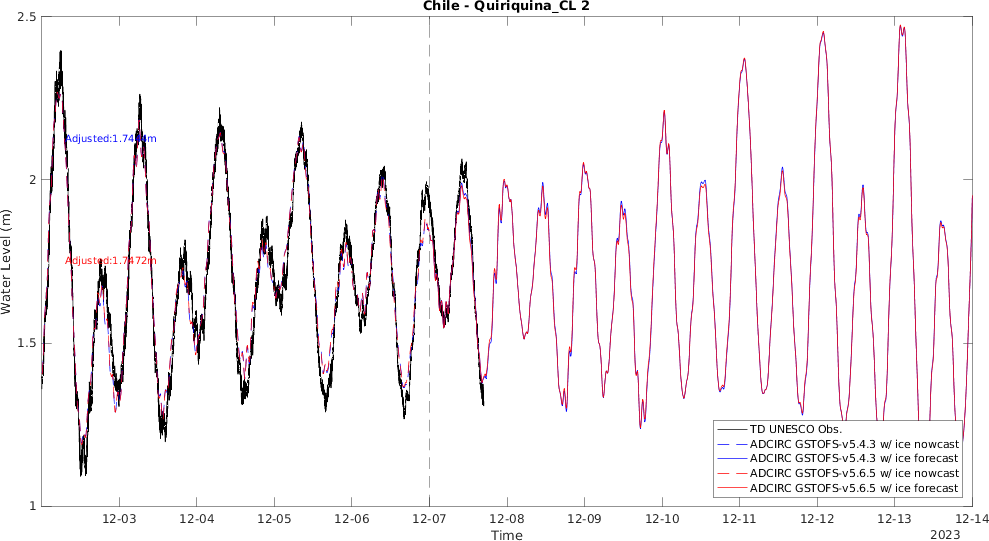 Chile - Quiriquina_CL 2
2.5
2
1.5
1
Water Level (m)
Adjusted:1.7472m
TD UNESCO Obs.
ADCIRC GSTOFS-v5.4.3 w/ ice nowcast
ADCIRC GSTOFS-v5.4.3 w/ ice forecast
ADCIRC GSTOFS-v5.6.5 w/ ice nowcast
ADCIRC GSTOFS-v5.6.5 w/ ice forecast
12-03 12-04 12-05 12-06 12-07 12-08 12-09 12-10 12-11 12-12 12-13 12-14
Time
2023